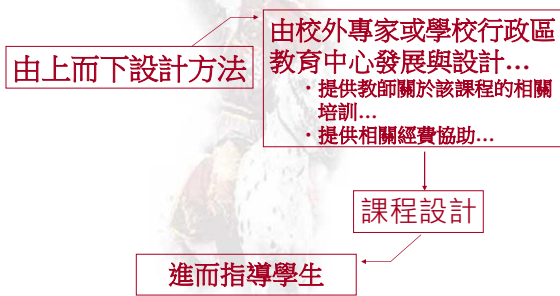 由上而下設計方法
由校外專家或學校行政區
教育中心發展與設計…
・提供教師關於該課程的相關
培訓…
・提供相關經費協助…
課程設計
進而指導學生